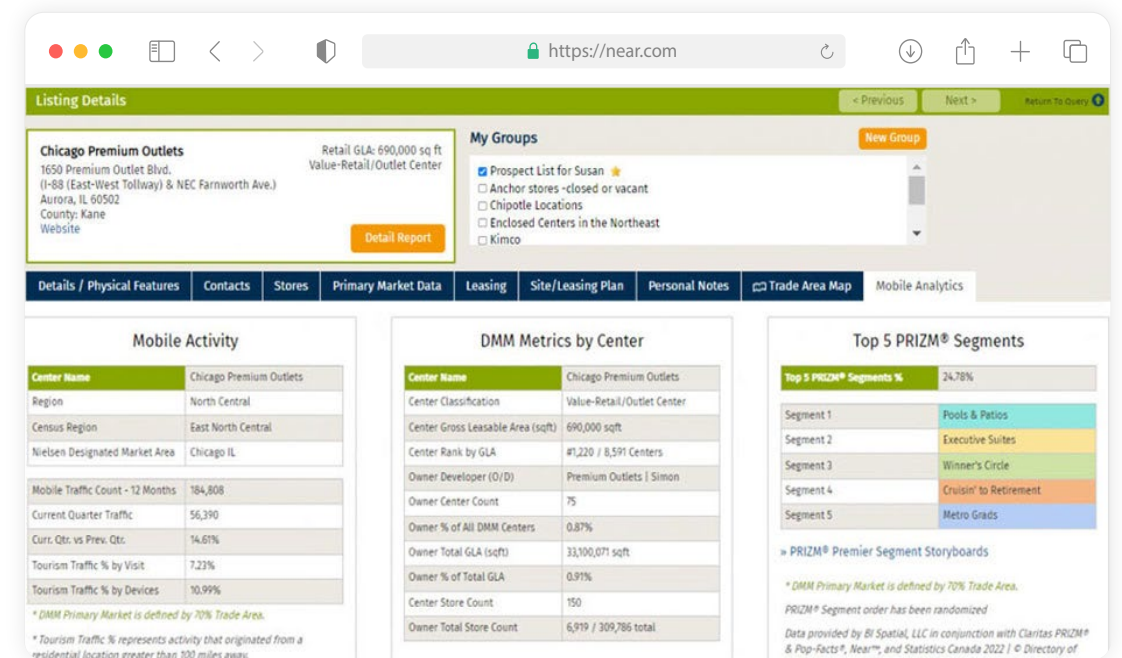 https://near.com
Listing Details
< Previous
Next >
Return To Query
Chicago Premium Outlets
1650 Premium Outlet Blvd.
(I-88 (East-West Tollway) & NEC Farnworth Ave.)
Aurora, IL 60502
County: Kane
Website
Retail GLA: 690,000 sq ft
Value-Retail/Outlet Center
Detail Report
My Groups
New Group
Prospect List for Susan
Anchor stores -closed or vacant
Chipotle Locations
Enclosed Centers in the Northeast
Kimco
Details / Physical Features
Contacts
Stores
Primary Market Data
Leasing
Site/Leasing Plan
Personal Notes
Trade Area Map
Mobile Analytics
Mobile Activity
Center Name Chicago Premium Outlets
Region North Central
Census Region East North Central
Nielsen Designated Market Area Chicago IL
Mobile Traffic Count - 12 Months 184,808
Current Quarter Traffic 56,390
Curr. Qtr. vs Prev. Qtr. 14.61%
Tourism Traffic % by Visit 7.23%
Tourism Traffic % by Devices 10.99%
* DMM Primary Market is defined by 70% Trade Area.
* Tourism Traffic % represents activity that originated from a
residential location greater than 100 miles away.
DMM Metrics by Center
Center Name Chicago Premium Outlets
Center Classification Value-Retail/Outlet Center
Center Gross Leasable Area (sqft) 690,000 sqft
Center Rank by GLA #1,220 / 8,591 Centers
Owner Developer (O/D) Premium Outlets | Simon
Owner Center Count 75
Owner % of All DMM Centers 0.87%
Owner Total GLA (sqft) 33,100,071 sqft
Owner % of Total GLA 0.91%
Center Store Count 150
Owner Total Store Count 6,919 / 309,786 total
Top 5 PRIZM® Segments
Top 5 PRIZM® Segments % 24.78%
Segment 1 Pools & Patios
Segment 2 Executive Suites
Segment 3 Winner's Circle
Segment 4 Cruisin' to Retirement
Segment 5 Metro Grads
» PRIZM® Premier Segment Storyboards
* DMM Primary Market is defined by 70% Trade Area.
PRIZM® Segment order has been randomized
Data provided by BI Spatial, LLC in conjunction with Claritas PRIZM®
& Pop-Facts®, Near™, and Statistics Canada 2022 | © Directory of